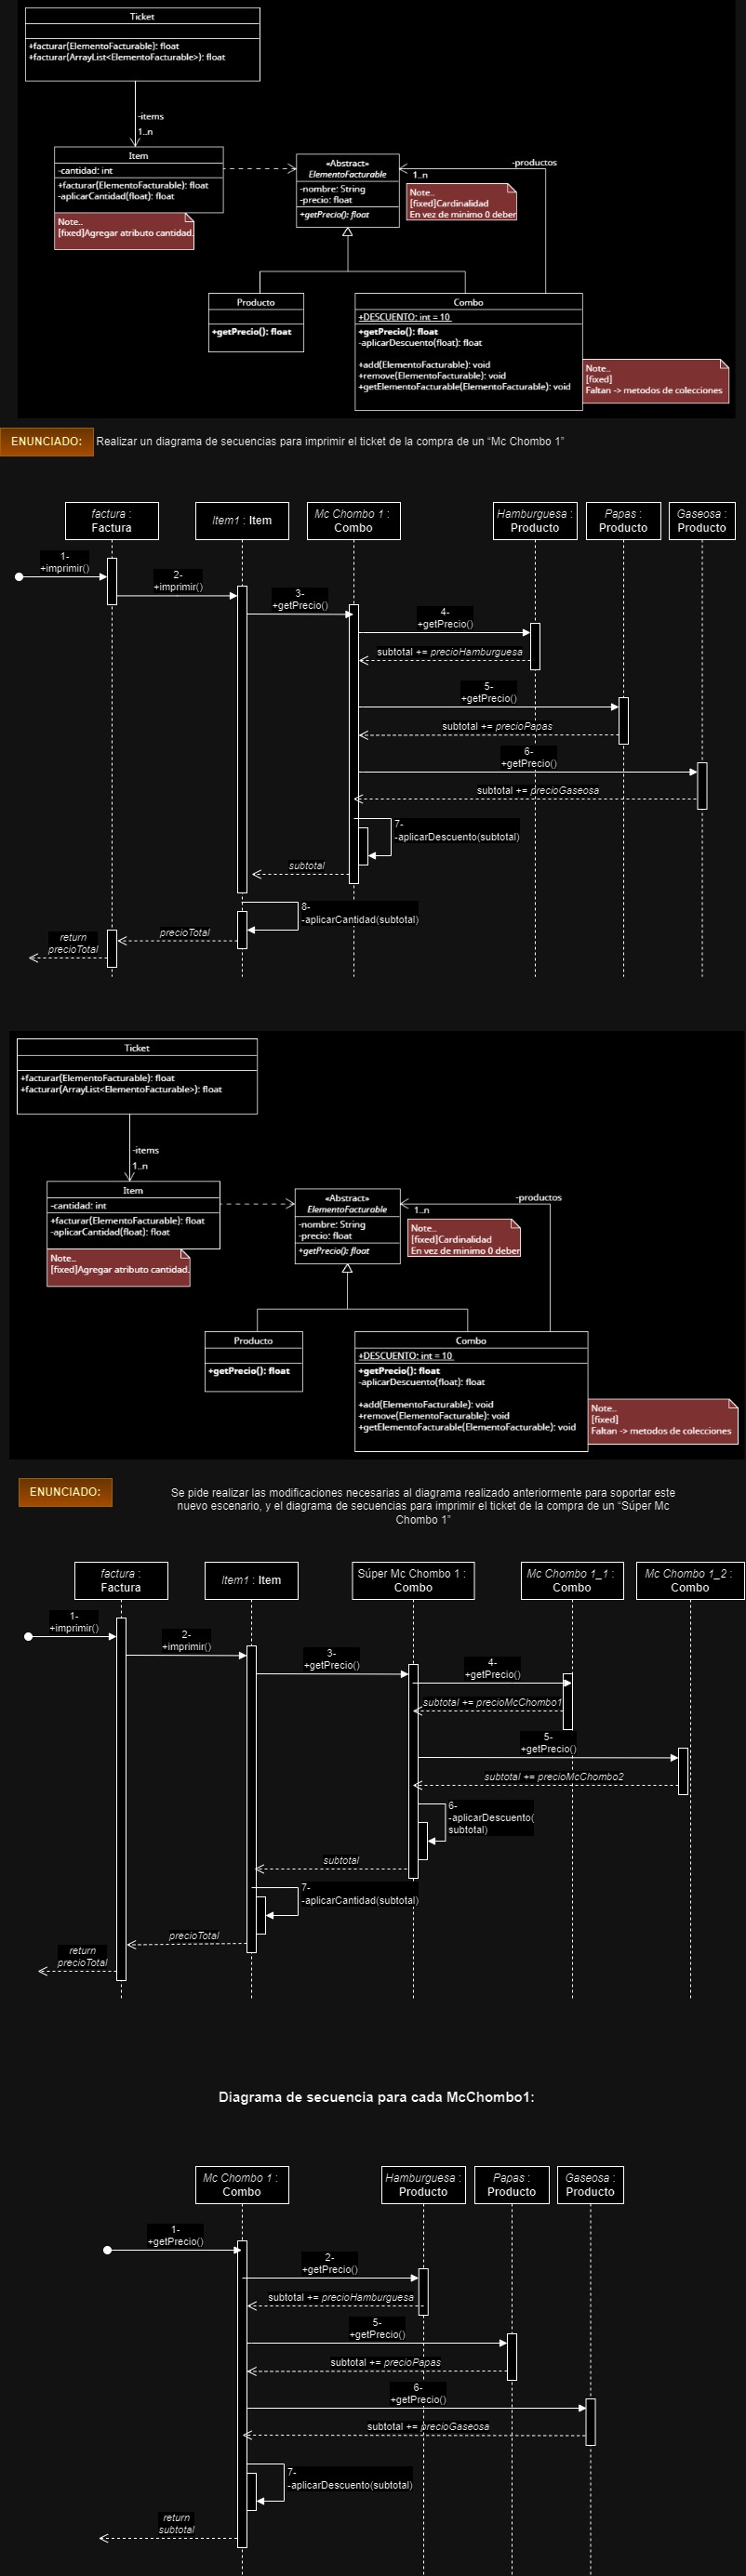 Ticket
+facturar(ElementoFacturable): float
+facturar(ArrayList<ElementoFacturable>): float
-items
1..n
Item
-cantidad: int
+facturar(ElementoFacturable): float
-aplicarCantidad(float): float
Note..
[fixed]Agregar atributo cantidad.
«Abstract»
ElementoFacturable
-nombre: String
-precio: float
+getPrecio(): float
-productos
1..n
Note..
[fixed]Cardinalidad
En vez de minimo 0 deber
Producto
+getPrecio(): float
Combo
+DESCUENTO: int = 10
+getPrecio(): float
-aplicarDescuento(float): float
+add(ElementoFacturable): void
+remove(ElementoFacturable): void
+getElementoFacturable(ElementoFacturable): void
Note..
[fixed]
Faltan -> metodos de colecciones
ENUNCIADO:
Realizar un diagrama de secuencias para imprimir el ticket de la compra de un “Mc Chombo 1”
factura :
Factura
Item1 : Item
Mc Chombo 1 :
Combo
Hamburguesa :
Producto
Papas :
Producto
Gaseosa :
Producto
1-
+imprimir()
2-
+imprimir()
3-
+getPrecio()
4-
+getPrecio()
subtotal += precioHamburguesa
5-
+getPrecio()
subtotal += precioPapas
6-
+getPrecio()
subtotal += precioGaseosa
7-
-aplicarDescuento(subtotal)
subtotal
8-
-aplicarCantidad(subtotal)
precioTotal
return
precioTotal
Ticket
+facturar(ElementoFacturable): float
+facturar(ArrayList<ElementoFacturable>): float
-items
1..n
Item
-cantidad: int
+facturar(ElementoFacturable): float
-aplicarCantidad(float): float
Note..
[fixed]Agregar atributo cantidad.
«Abstract»
ElementoFacturable
-nombre: String
-precio: float
+getPrecio(): float
-productos
1..n
Note..
[fixed]Cardinalidad
En vez de minimo 0 deber
Producto
+getPrecio(): float
Combo
+DESCUENTO: int = 10
+getPrecio(): float
-aplicarDescuento(float): float
+add(ElementoFacturable): void
+remove(ElementoFacturable): void
+getElementoFacturable(ElementoFacturable): void
Note..
[fixed]
Faltan -> metodos de colecciones
ENUNCIADO:
Se pide realizar las modificaciones necesarias al diagrama realizado anteriormente para soportar este
nuevo escenario, y el diagrama de secuencias para imprimir el ticket de la compra de un “Súper Mc
Chombo 1”
factura :
Factura
Item1 : Item
Súper Mc Chombo 1 :
Combo
Mc Chombo 1_1 :
Combo
Mc Chombo 1_2 :
Combo
1-
+imprimir()
2-
+imprimir()
3-
+getPrecio()
4-
+getPrecio()
subtotal += precioMcChombo1
5-
+getPrecio()
subtotal += precioMcChombo2
6-
-aplicarDescuento(
subtotal)
subtotal
7-
-aplicarCantidad(subtotal)
precioTotal
return
precioTotal
Diagrama de secuencia para cada McChombo1:
Mc Chombo 1 :
Combo
Hamburguesa :
Producto
Papas :
Producto
Gaseosa :
Producto
1-
+getPrecio()
2-
+getPrecio()
subtotal += precioHamburguesa
5-
+getPrecio()
subtotal += precioPapas
6-
+getPrecio()
subtotal += precioGaseosa
7-
-aplicarDescuento(subtotal)
return
subtotal